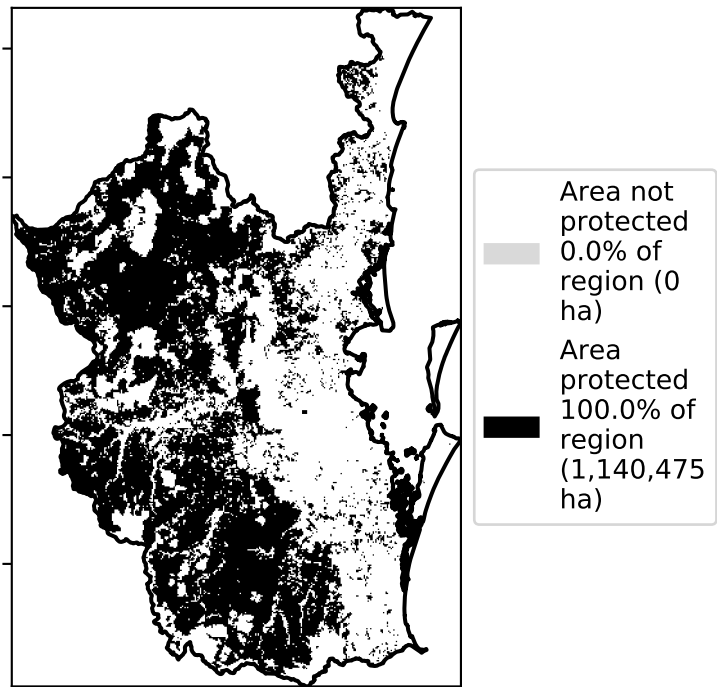 Area not
protected
0.0% of
region (0
ha)
Area
protected
100.0% of
region
(1,140,475
ha)